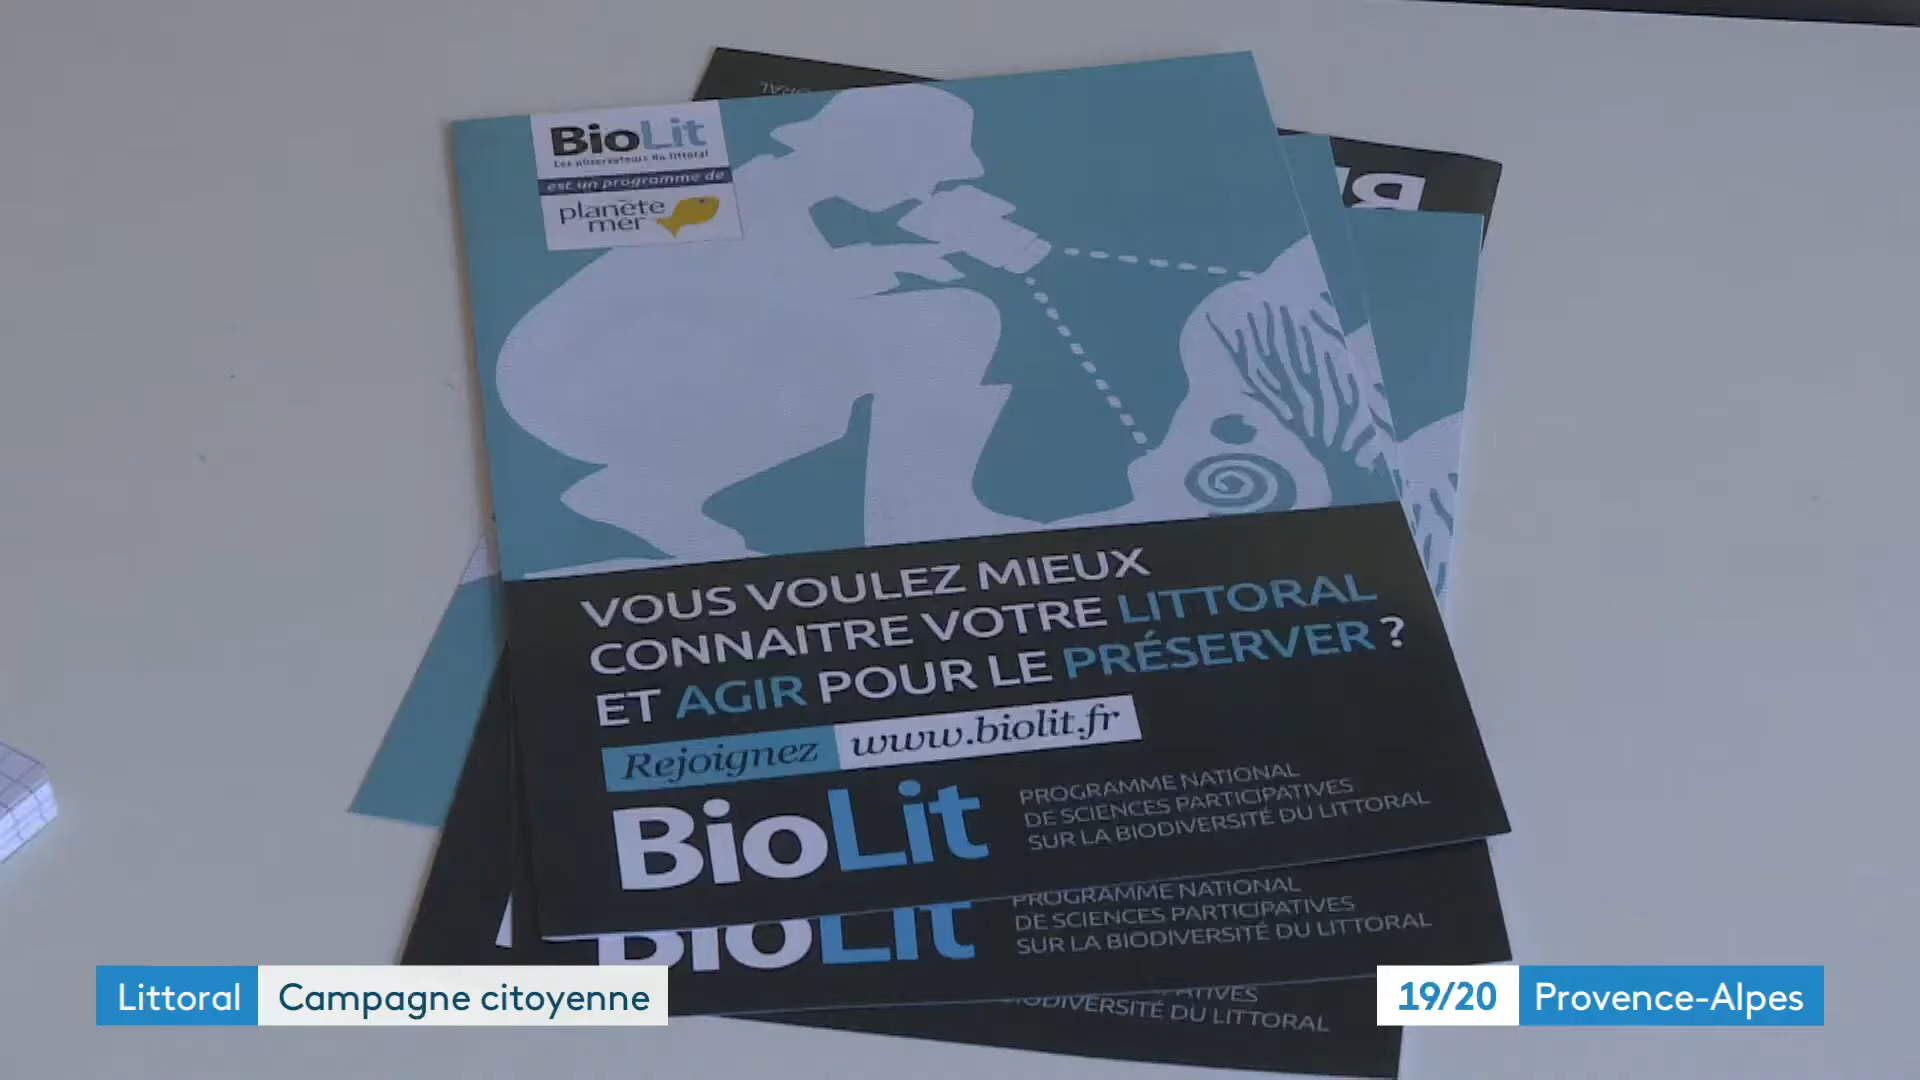 BioLit
Les observateurs du littoral
est un programme de
planète
mer
VOUS VOULEZ MIEUX
CONNAITRE VOTRE LITTORAL
ET AGIR POUR LE PRÉSERVER ?
Rejoignez www.biolit.fr
BioLit
PROGRAMME NATIONAL
DE SCIENCES PARTICIPATIVES
SUR LA BIODIVERSITÉ DU LITTORAL
BioLit
PROGRAMME NATIONAL
DE SCIENCES PARTICIPATIVES
SUR LA BIODIVERSITÉ DU LITTORAL
BIODIVERSITÉ DU LITTORAL
Littoral Campagne citoyenne
19/20 Provence-Alpes